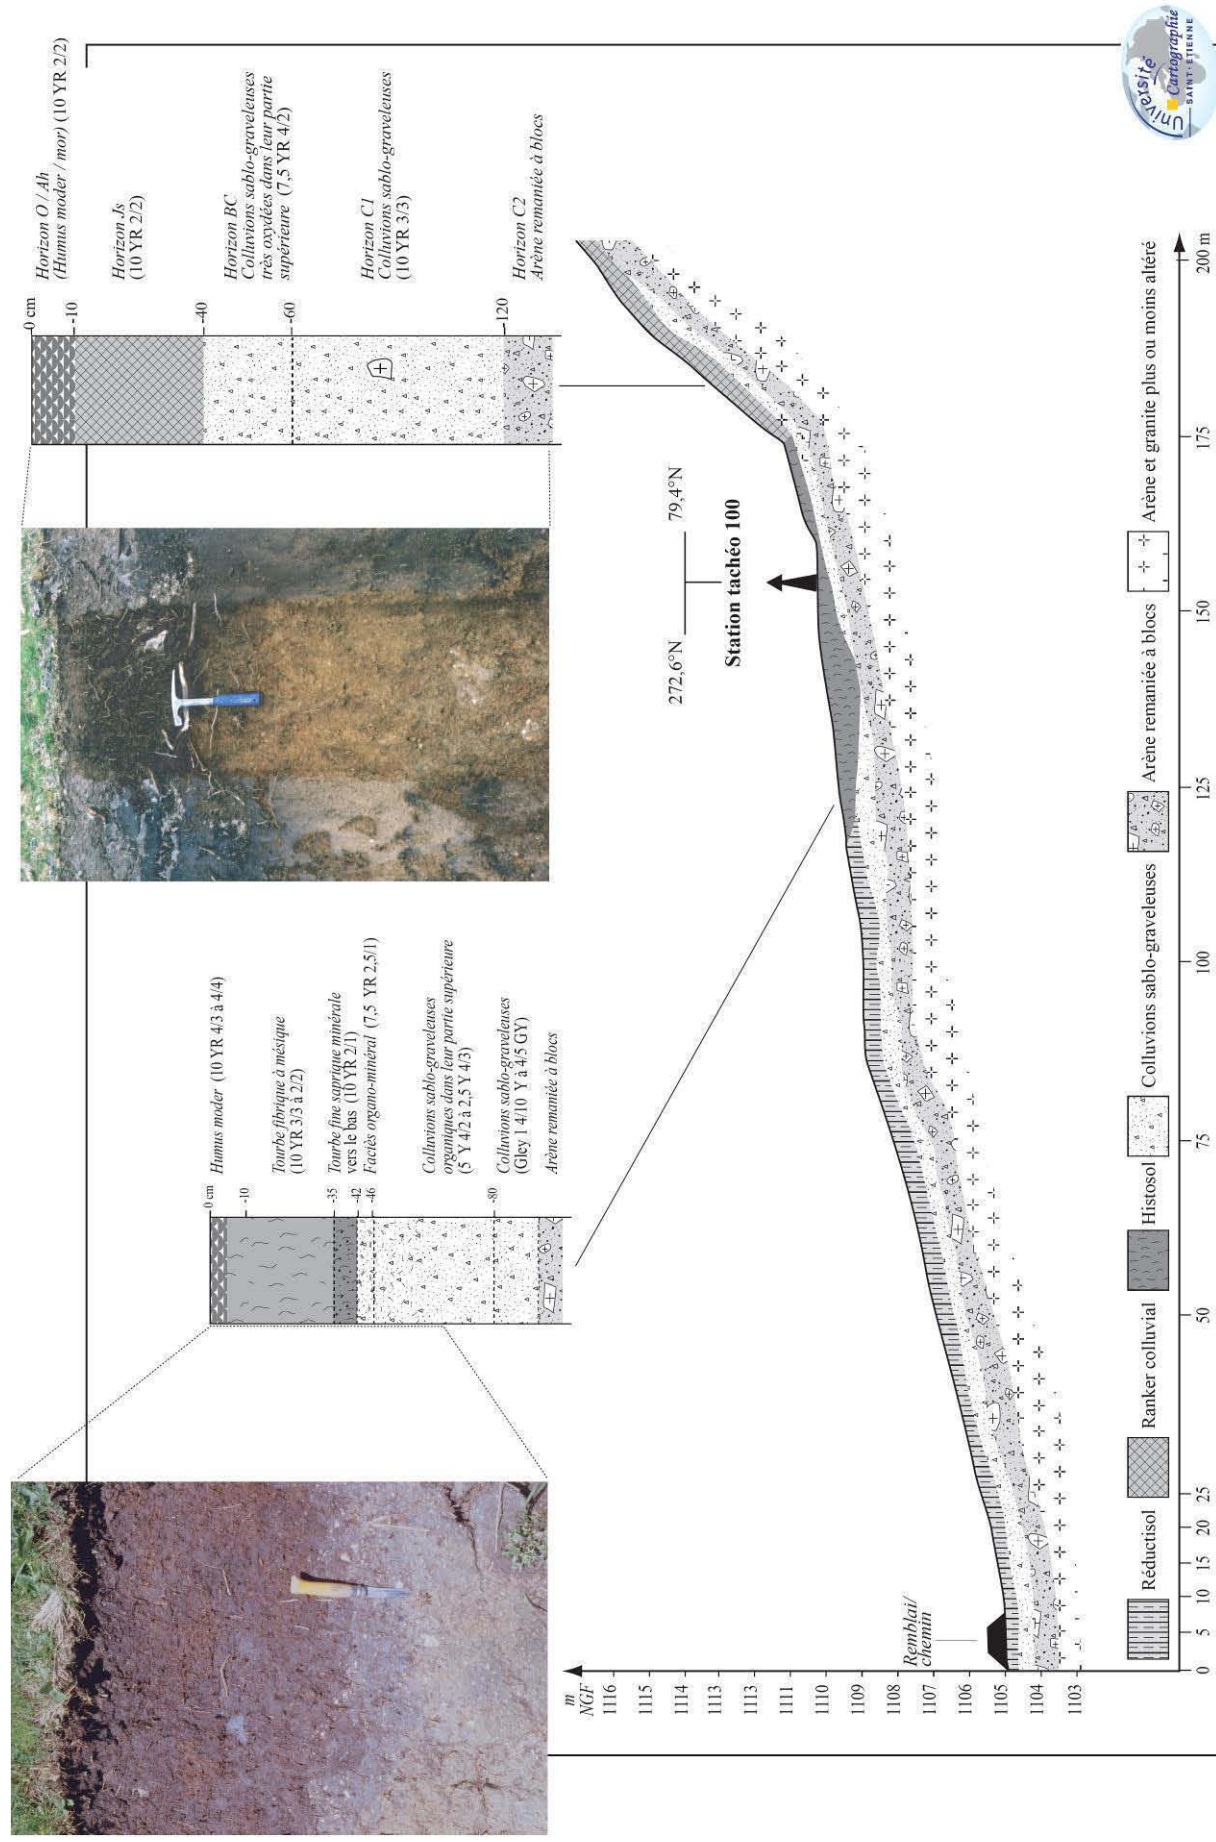 0 cm
-10
-40
-60
-120
Horizon O / Ah
(Humus moder / mor) (10 YR 2/2)
Horizon Js
(10 YR 2/2)
Horizon BC
Colluvions sablo-graveleuses
très oxydées dans leur partie
supérieure (7,5 YR 4/2)
Horizon C1
Colluvions sablo-graveleuses
(10 YR 3/3)
Horizon C2
Arène remaniée à blocs
0 cm
-10
-35
-42
-46
-80
Humus moder (10 YR 4/3 à 4/4)
Tourbe fibrique à mésique
(10 YR 3/3 à 2/2)
Tourbe fine saprique minérale
vers le bas (10 YR 2/1)
Faciès organo-minéral (7,5 YR 2,5/1)
Colluvions sablo-graveleuses
organiques dans leur partie supérieure
(5 Y 4/2 à 2,5 Y 4/3)
Colluvions sablo-graveleuses
(Gley 1 4/10 Y à 4/5 GY)
Arène remaniée à blocs
272,6°N 79,4°N
Station tachéo 100
Remblai/
chemin
m
NGF
1116
1115
1114
1113
1112
1111
1110
1109
1108
1107
1106
1105
1104
1103
0 5 10 15 20 25 50 75 100 125 150 175 200 m
Réductisol Ranker colluvial Histosol Colluvions sablo-graveleuses Arène remaniée à blocs Arène et granite plus ou moins altéré
Université
Cartographie
SAINT-ETIENNE